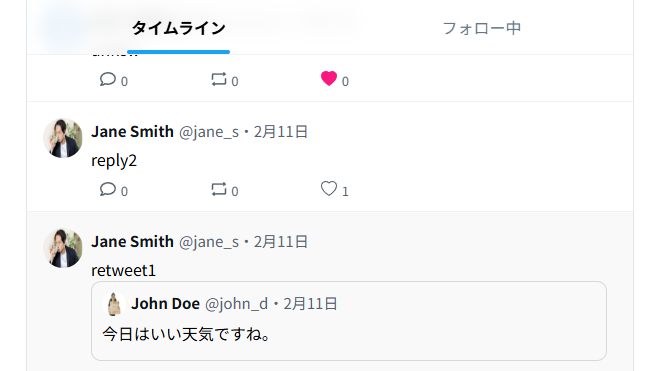 タイムライン フォロー中
0 0 0
Jane Smith @jane_s・2月11日
reply2
0 0 1
Jane Smith @jane_s・2月11日
retweet1
John Doe @john_d・2月11日
今日はいい天気ですね。